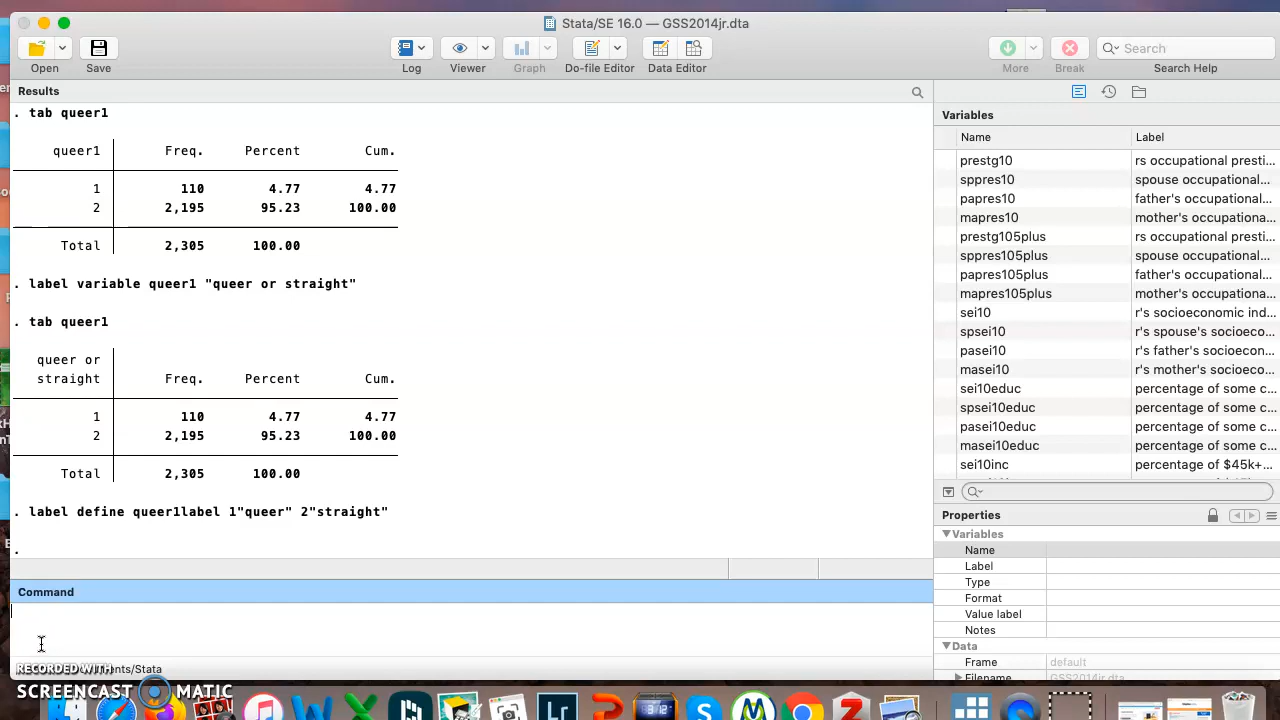 Stata/SE 16.0 — GSS2014jr.dta
Open Save Log Viewer Graph Do-file Editor Data Editor More Break Search Search Help
Results
. tab queer1
queer1 Freq. Percent Cum.
1 110 4.77 4.77
2 2,195 95.23 100.00
Total 2,305 100.00
. label variable queer1 "queer or straight"
. tab queer1
queer or
straight Freq. Percent Cum.
1 110 4.77 4.77
2 2,195 95.23 100.00
Total 2,305 100.00
. label define queer1label 1"queer" 2"straight"
.
Command
Variables
Name Label
prestg10 rs occupational presti...
sppres10 spouse occupational...
papres10 father's occupational...
mapres10 mother's occupationa...
prestg105plus rs occupational presti...
sppres105plus spouse occupational...
papres105plus father's occupational...
mapres105plus mother's occupationa...
sei10 r's socioeconomic ind...
spsei10 r's spouse's socioeco...
pasei10 r's father's socioecon...
masei10 r's mother's socioeco...
sei10educ percentage of some c...
spsei10educ percentage of some c...
pasei10educ percentage of some c...
masei10educ percentage of some c...
sei10inc percentage of $45k+...
Properties
Variables
Name
Label
Type
Format
Value label
Notes
Data
Frame default
Filename GSS2014jr.dta
RECORDED WITH
ents/Stata
SCREENCAST MATIC
Lr